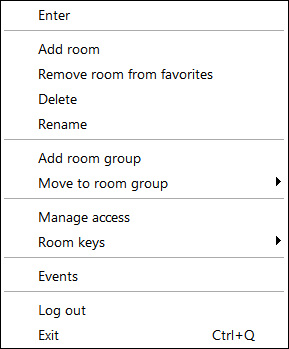 Enter
Add room
Remove room from favorites
Delete
Rename
Add room group
Move to room group
Manage access
Room keys
Events
Log out
Exit Ctrl+Q